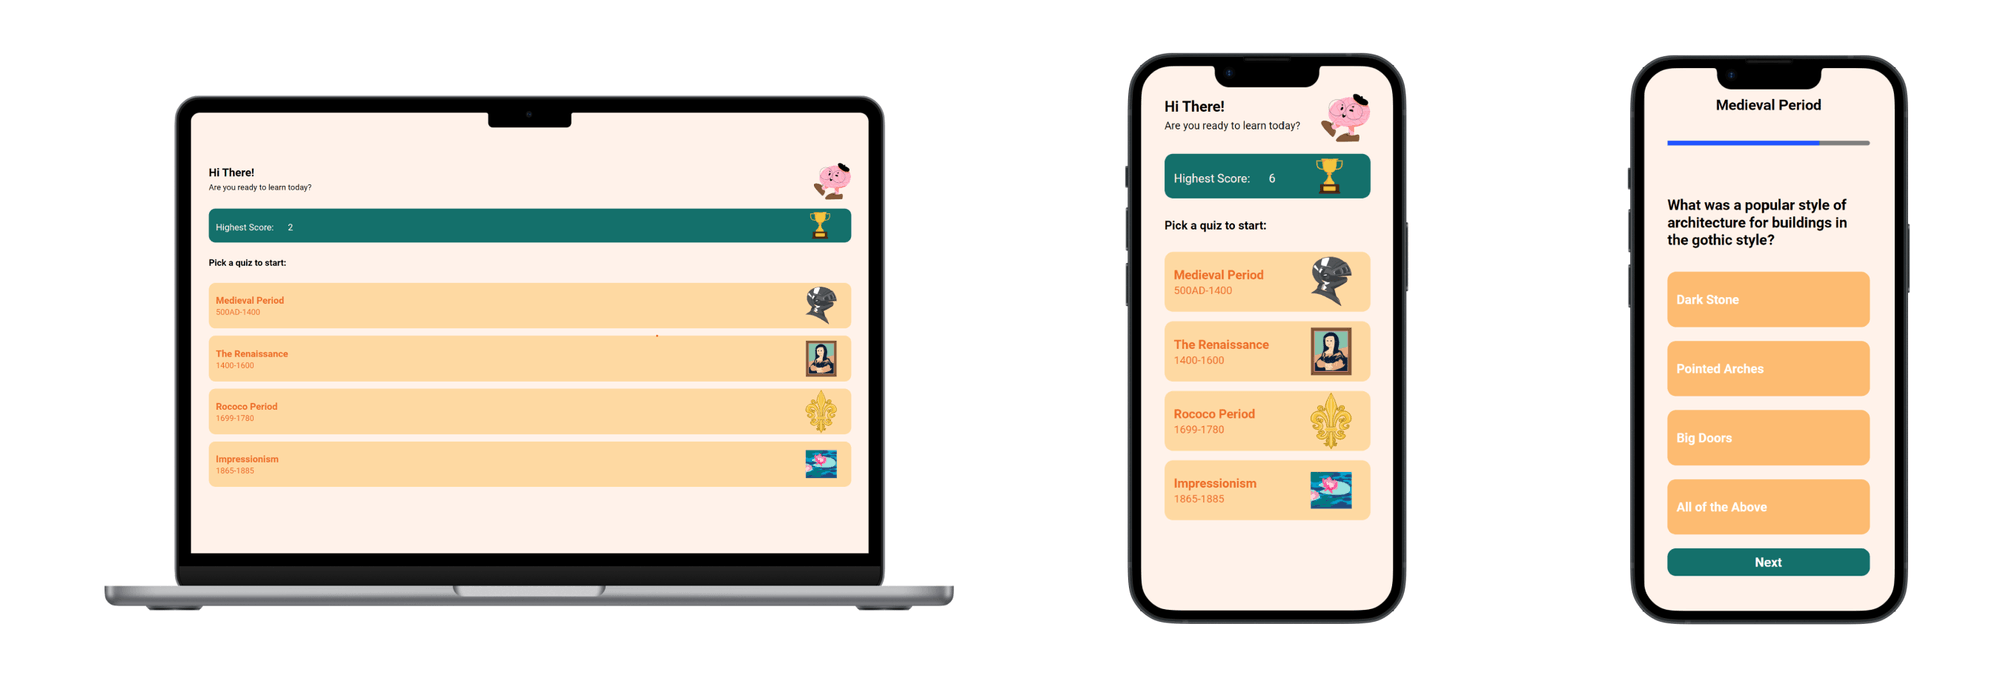 Hi There!
Are you ready to learn today?
Highest Score: 2
Pick a quiz to start:
Medieval Period
500AD-1400
The Renaissance
1400-1600
Rococo Period
1699-1780
Impressionism
1865-1885
Hi There!
Are you ready to learn today?
Highest Score: 6
Pick a quiz to start:
Medieval Period
500AD-1400
The Renaissance
1400-1600
Rococo Period
1699-1780
Impressionism
1865-1885
Medieval Period
What was a popular style of
architecture for buildings in
the gothic style?
Dark Stone
Pointed Arches
Big Doors
All of the Above
Next